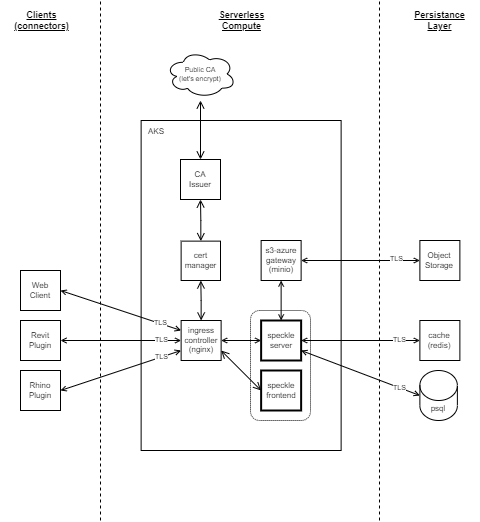 Clients
(connectors)
Serverless
Compute
Persistance
Layer
Public CA
(let's encrypt)
AKS
CA
Issuer
cert
manager
s3-azure
gateway
(minio)
TLS
Object
Storage
Web
Client
TLS
Revit
Plugin
TLS
ingress
controller
(nginx)
speckle
server
TLS
cache
(redis)
Rhino
Plugin
TLS
speckle
frontend
TLS
psql